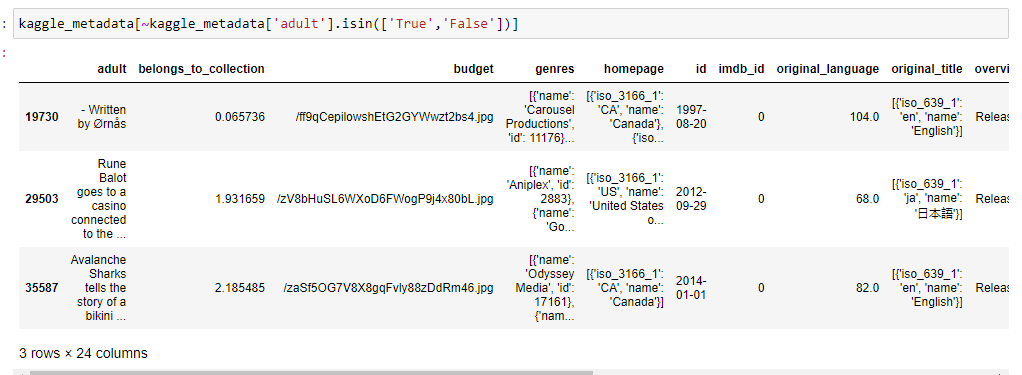 : kaggle_metadata[~kaggle_metadata['adult'].isin(['True','False'])]
:
adult belongs_to_collection budget genres homepage id imdb_id original_language original_title overvi
19730 - Written by Ørnås 0.065736 /ff9qCepilowshEtG2GYWwzt2bs4.jpg [{'name': 'Carousel Productions', 'id': 11176}... [{'iso_3166_1': 'CA', 'name': 'Canada'}, {'iso... 1997-08-20 0 104.0 [{'iso_639_1': 'en', 'name': 'English'}] Releas
29503 Rune Balot goes to a casino connected to the ... 1.931659 /zV8bHuSL6WXoD6FWogP9j4x80bL.jpg [{'name': 'Aniplex', 'id': 2883}, {'name': 'Go... [{'iso_3166_1': 'US', 'name': 'United States o... 2012-09-29 0 68.0 [{'iso_639_1': 'ja', 'name': '日本語'}] Releas
35587 Avalanche Sharks tells the story of a bikini ... 2.185485 /zaSf5OG7V8X8gqFvly88zDdRm46.jpg [{'name': 'Odyssey Media', 'id': 17161}, {'nam... [{'iso_3166_1': 'CA', 'name': 'Canada'}] 2014-01-01 0 82.0 [{'iso_639_1': 'en', 'name': 'English'}] Releas
3 rows × 24 columns